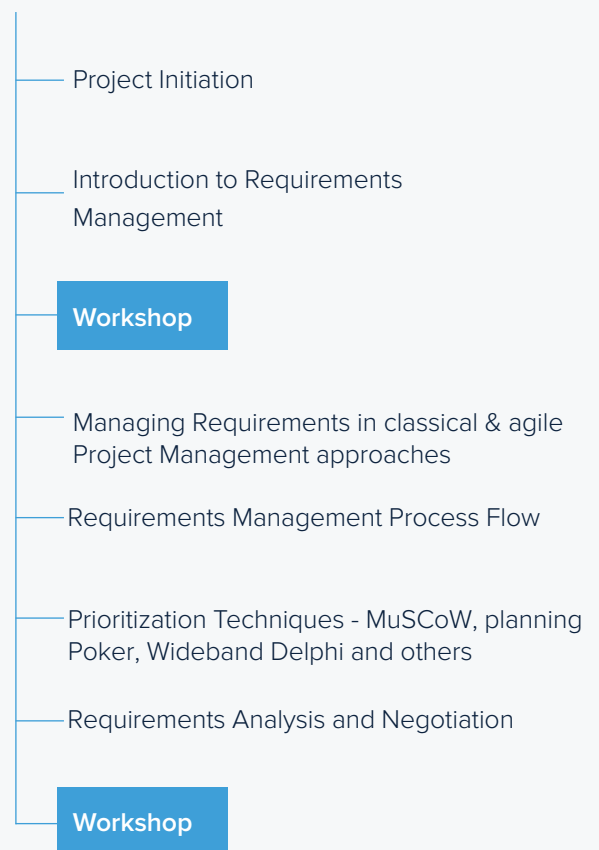 Project Initiation
Introduction to Requirements
Management
Workshop
Managing Requirements in classical & agile
Project Management approaches
Requirements Management Process Flow
Prioritization Techniques - MuSCoW, planning
Poker, Wideband Delphi and others
Requirements Analysis and Negotiation
Workshop